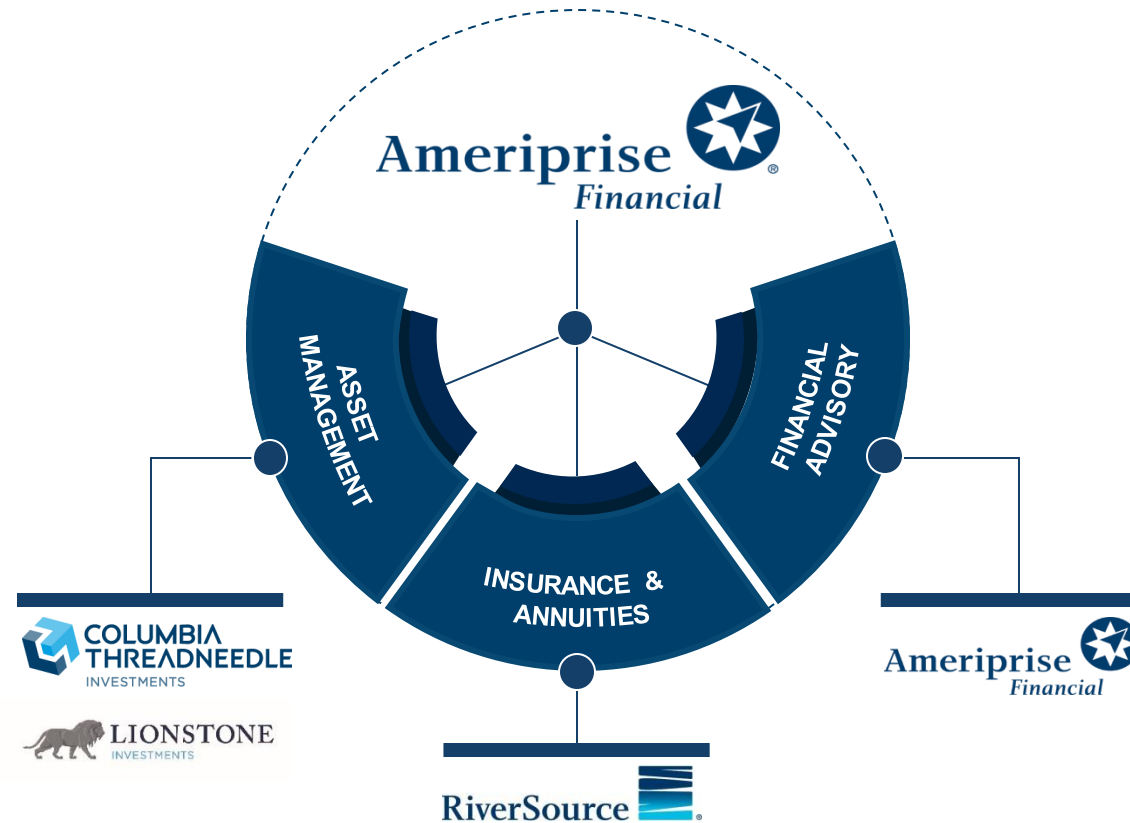 Ameriprise
®
Financial
ASSET
MANAGEMENT
FINANCIAL
ADVISORY
INSURANCE &
ANNUITIES
COLUMBIA
THREADNEEDLE
INVESTMENTS
LIONSTONE
INVESTMENTS
Ameriprise
Financial
RiverSource
®